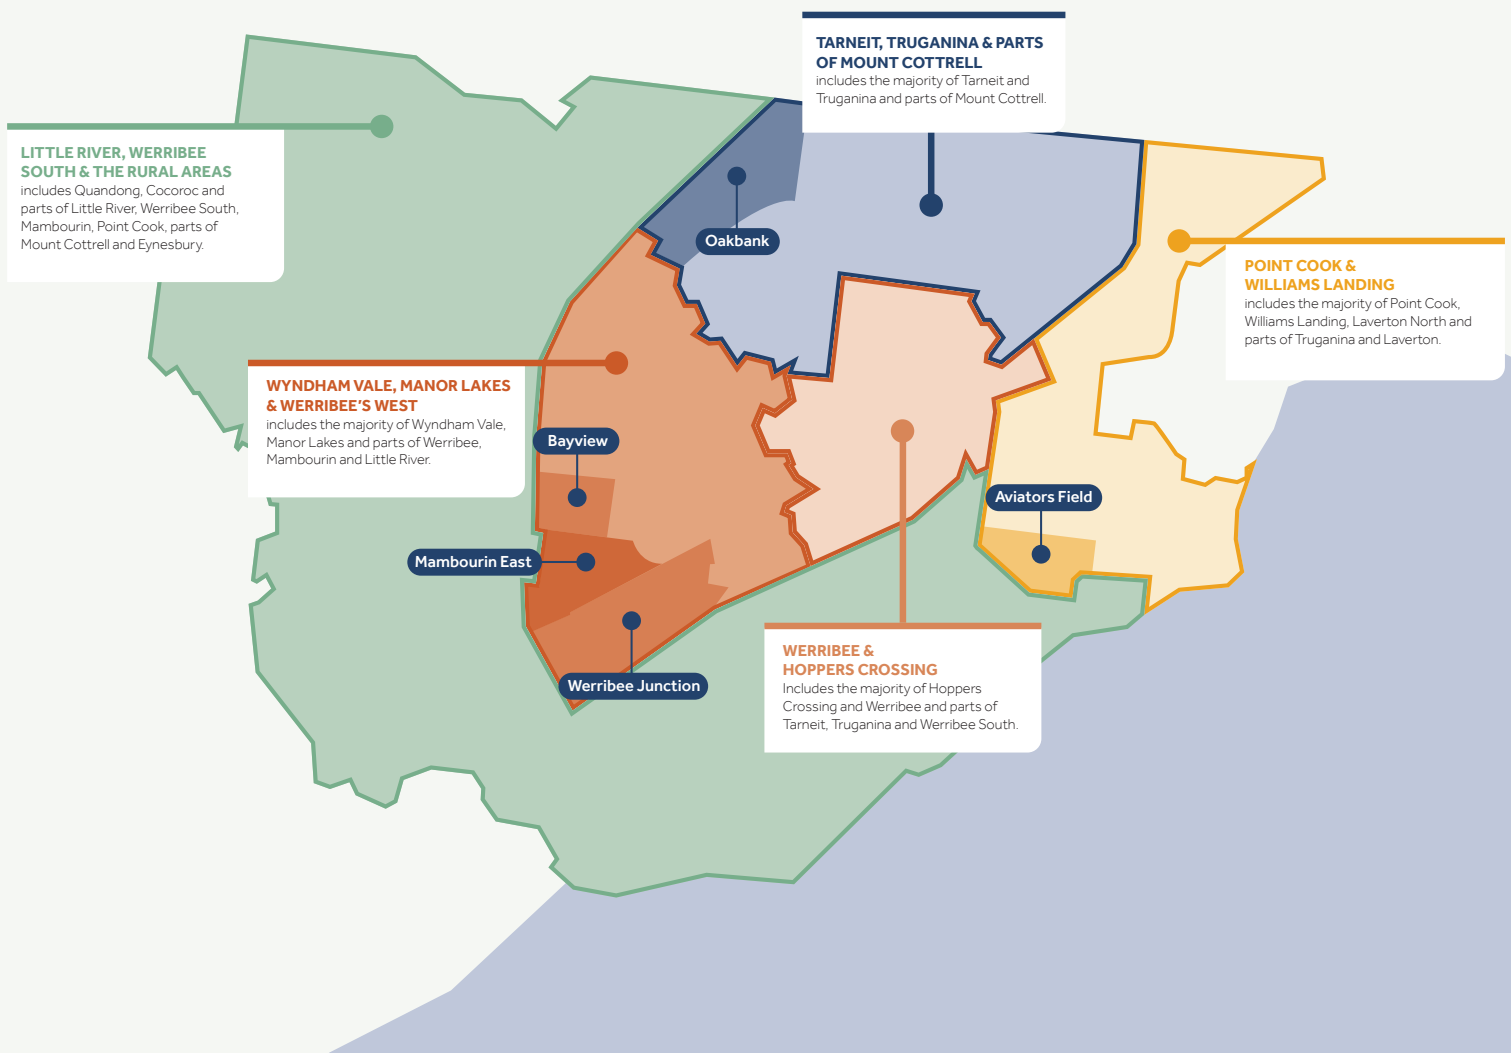 TARNEIT, TRUGANINA & PARTS
OF MOUNT COTTRELL
includes the majority of Tarneit and
Truganina and parts of Mount Cottrell.
LITTLE RIVER, WERRIBEE
SOUTH & THE RURAL AREAS
includes Quandong, Cocoroc and
parts of Little River, Werribee South,
Mambourin, Point Cook, parts of
Mount Cottrell and Eynesbury.
Oakbank
POINT COOK &
WILLIAMS LANDING
includes the majority of Point Cook,
Williams Landing, Laverton North and
parts of Truganina and Laverton.
WYNDHAM VALE, MANOR LAKES
& WERRIBEE’S WEST
includes the majority of Wyndham Vale,
Manor Lakes and parts of Werribee,
Mambourin and Little River.
Bayview
Aviators Field
Mambourin East
Werribee Junction
WERRIBEE &
HOPPERS CROSSING
Includes the majority of Hoppers
Crossing and Werribee and parts of
Tarneit, Truganina and Werribee South.